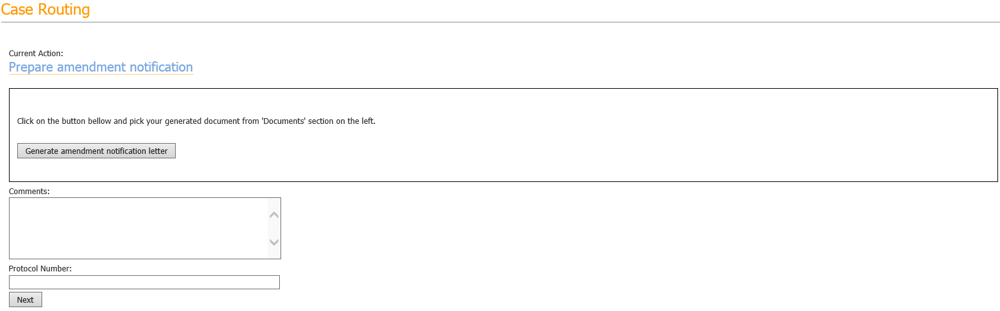 Case Routing
Current Action:
Prepare amendment notification
Click on the button bellow and pick your generated document from 'Documents' section on the left.
Generate amendment notification letter
Comments:
Protocol Number:
Next